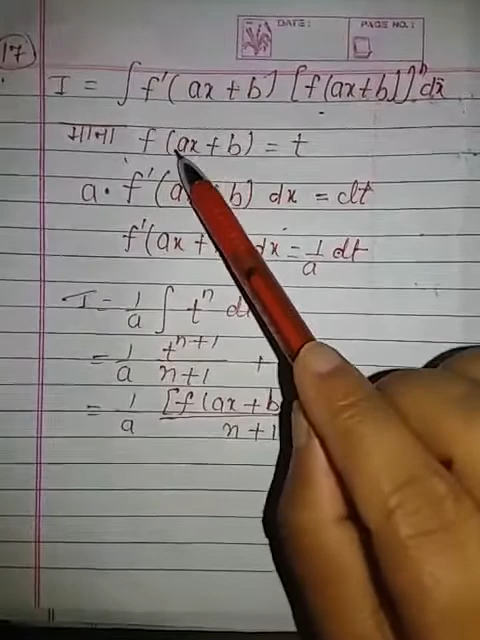 DATE: PAGE NO.:
17
I = ∫ f'(ax + b) [f(ax+b)]ⁿ dx
माना f(ax + b) = t
a · f'(a b) dx = dt
f'(ax + dx = 1/a dt
I = 1/a ∫ tⁿ d
= 1/a tⁿ⁺¹/n+1 +
= 1/a [f(ax+b/n+1